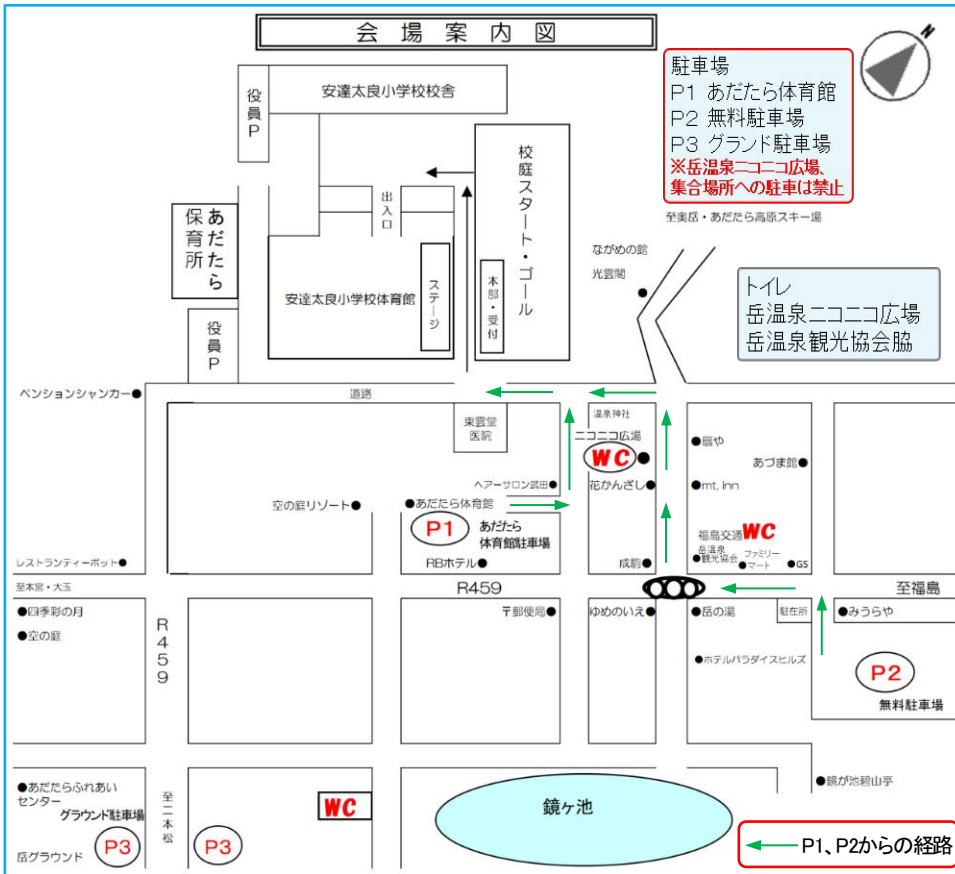 会場案内図
N
駐車場
P1 あだたら体育館
P2 無料駐車場
P3 グランド駐車場
※岳温泉ニコニコ広場、
集合場所への駐車は禁止
役員P
安達太良小学校校舎
校庭スタート・ゴール
出入口
あだたら
保育所
本部・受付
ステージ
安達太良小学校体育館
役員P
至奥岳・あだたら高原スキー場
ながめの館
光雲閣
トイレ
岳温泉ニコニコ広場
岳温泉観光協会脇
ペンションシャンカー
道路
東雲堂
医院
温泉神社
ニコニコ広場
WC
扇や
あづま館
ヘアーサロン武田
花かんざし
mt. inn
空の庭リゾート
あだたら体育館
P1
あだたら
体育館駐車場
福島交通
WC
岳温泉
観光協会
ファミリー
マート
GS
レストランティーポット
RBホテル
成駒
至本宮・大玉
R459
至福島
四季彩の月
空の庭
R459
〒郵便局
ゆめのいえ
岳の湯
駐在所
みうらや
ホテルパラダイスヒルズ
P2
無料駐車場
鏡が池碧山亭
あだたらふれあい
センター
グラウンド駐車場
P3
岳グラウンド
至二本松
P3
WC
鏡ヶ池
P1、P2からの経路